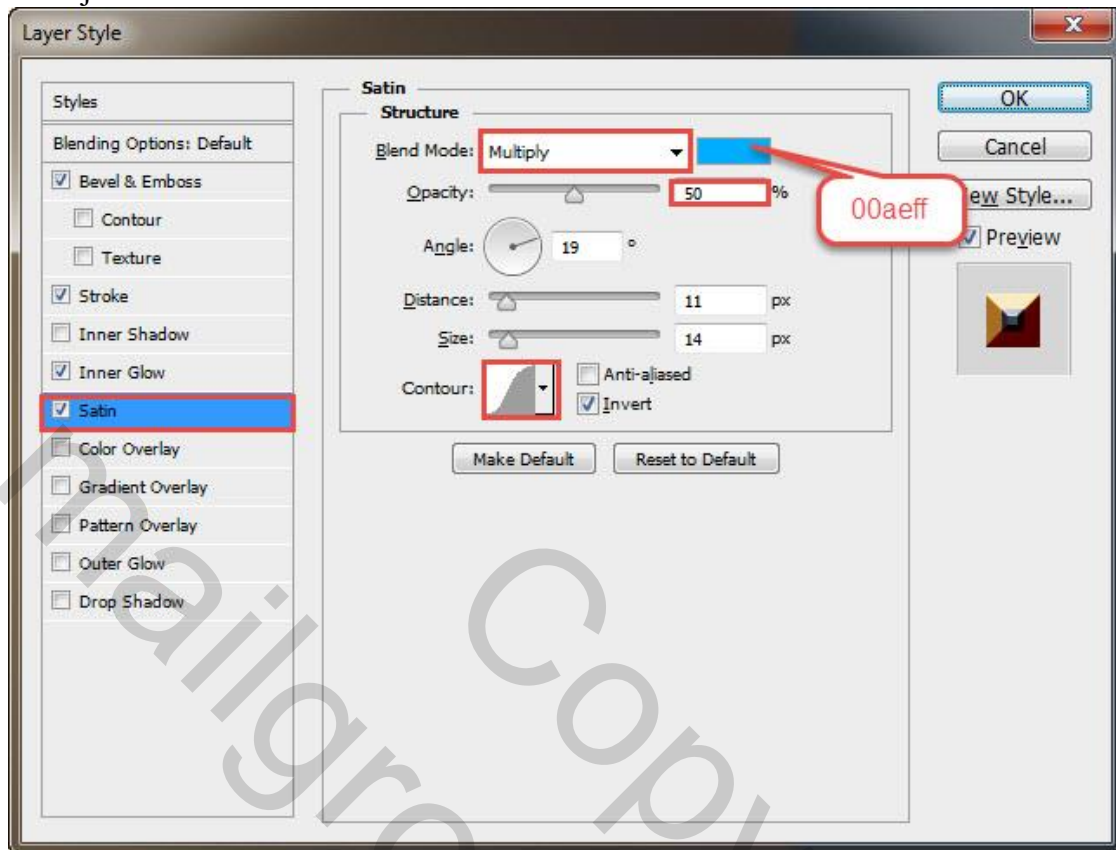 Layer Style
Styles
Blending Options: Default
Bevel & Emboss
Contour
Texture
Stroke
Inner Shadow
Inner Glow
Satin
Color Overlay
Gradient Overlay
Pattern Overlay
Outer Glow
Drop Shadow
Satin
Structure
Blend Mode: Multiply
Opacity: 50 %
Angle: 19 °
Distance: 11 px
Size: 14 px
Contour:
Anti-aliased
Invert
Make Default Reset to Default
00aeff
OK
Cancel
ew Style...
Preview
mailgr
Copy